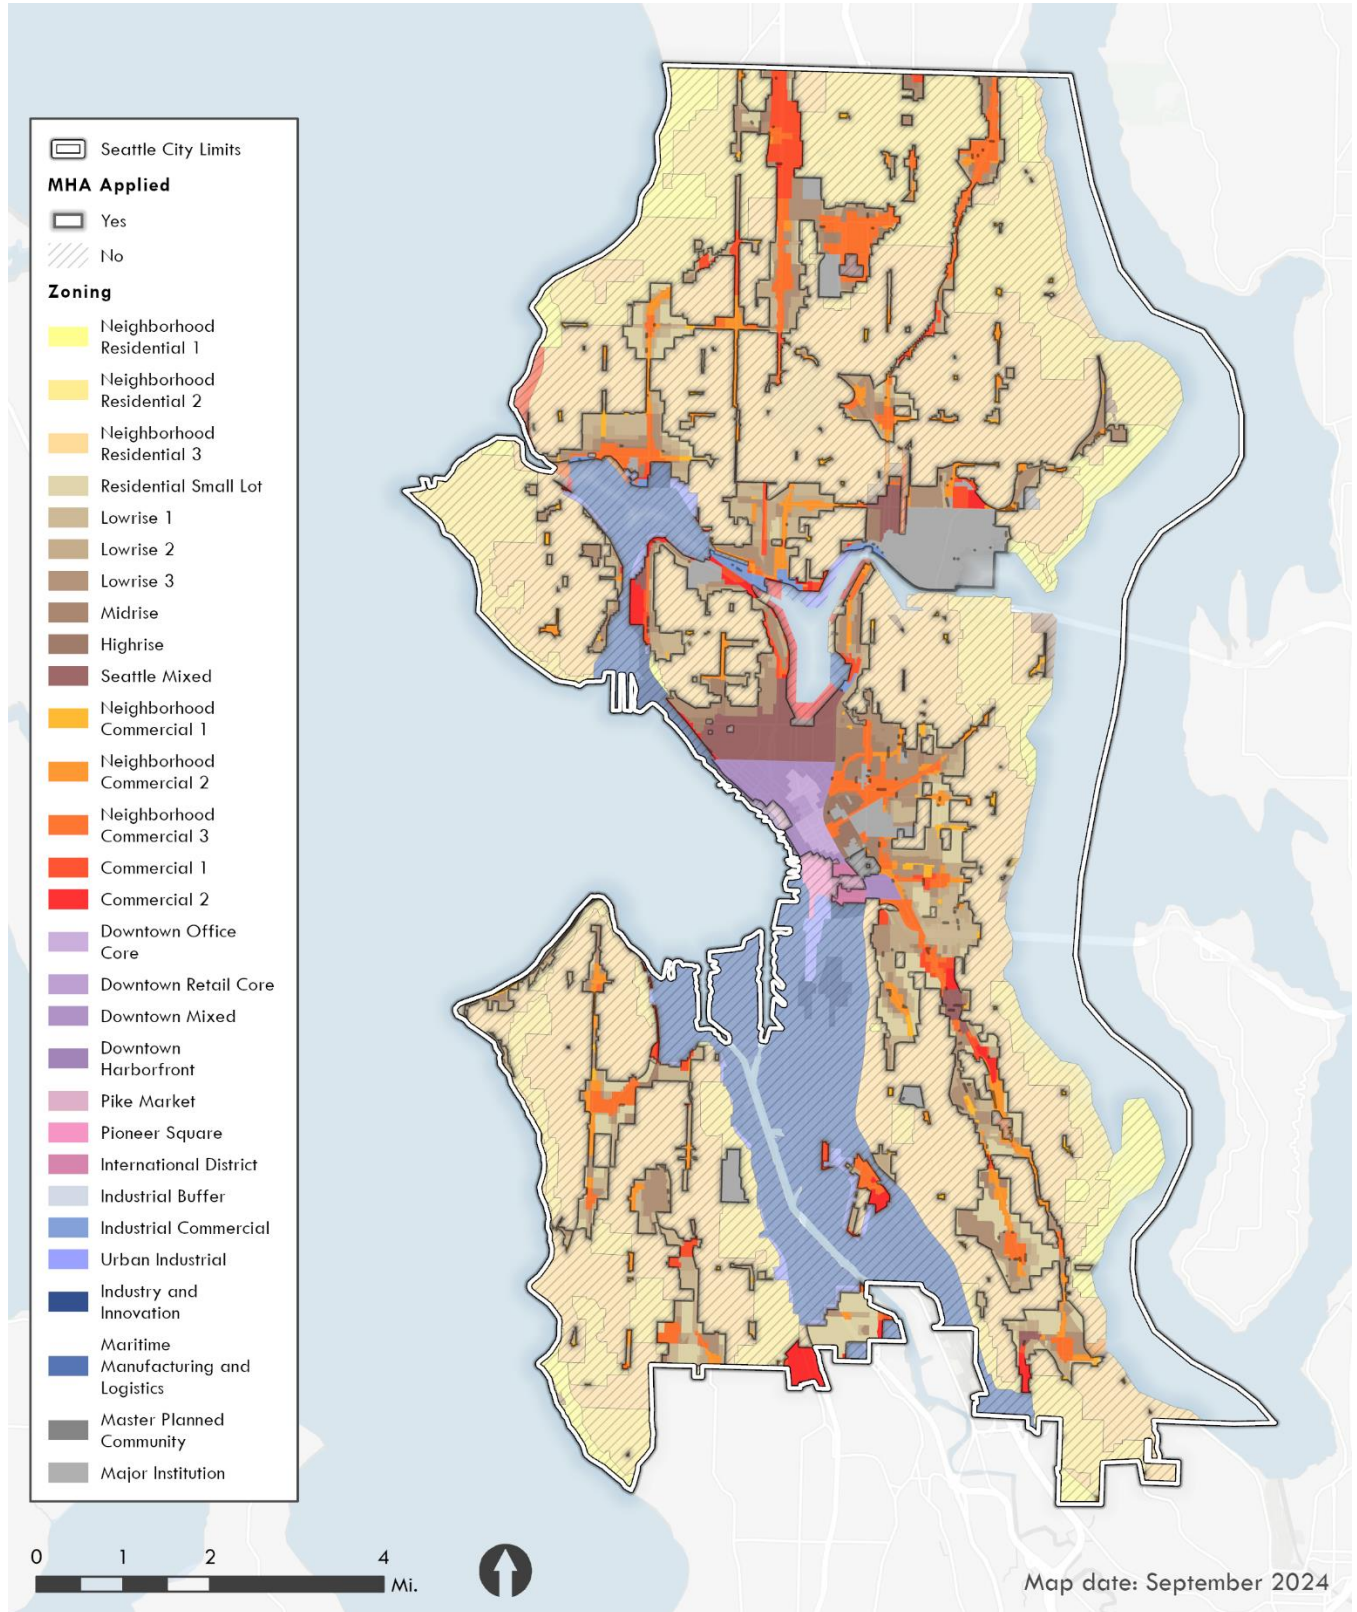 Seattle City Limits
MHA Applied
Yes
No
Zoning
Neighborhood
Residential 1
Neighborhood
Residential 2
Neighborhood
Residential 3
Residential Small Lot
Lowrise 1
Lowrise 2
Lowrise 3
Midrise
Highrise
Seattle Mixed
Neighborhood
Commercial 1
Neighborhood
Commercial 2
Neighborhood
Commercial 3
Commercial 1
Commercial 2
Downtown Office
Core
Downtown Retail Core
Downtown Mixed
Downtown
Harborfront
Pike Market
Pioneer Square
International District
Industrial Buffer
Industrial Commercial
Urban Industrial
Industry and
Innovation
Maritime
Manufacturing and
Logistics
Master Planned
Community
Major Institution
0 1 2 4
Mi.
Map date: September 2024